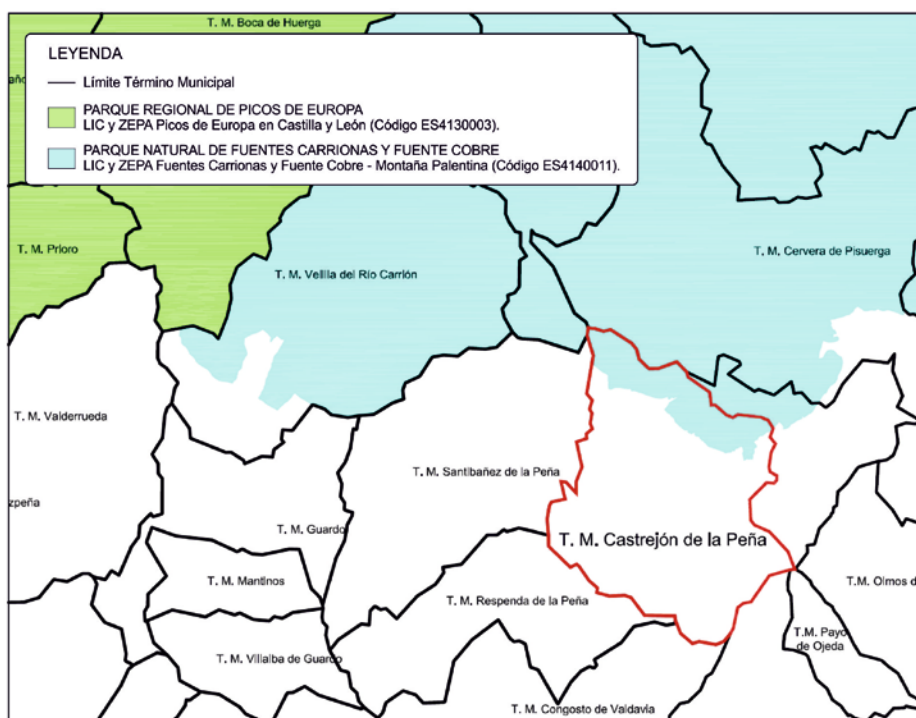 T. M. Boca de Huerga
LEYENDA
Límite Término Municipal
PARQUE REGIONAL DE PICOS DE EUROPA
LIC y ZEPA Picos de Europa en Castilla y León (Código ES4130003).
PARQUE NATURAL DE FUENTES CARRIONAS Y FUENTE COBRE
LIC y ZEPA Fuentes Carrionas y Fuente Cobre - Montaña Palentina (Código ES4140011).
T. M. Prioro
T. M. Cervera de Pisuerga
T. M. Velilla del Río Carrión
T. M. Valderrueda
T. M. Santibañez de la Peña
zpeña
T. M. Guardo
T. M. Castrejón de la Peña
T. M. Mantinos
T.M. Olmos d
T. M. Respenda de la Peña
T.M. Payo
de Ojeda
T. M. Villalba de Guardo
T. M. Congosto de Valdavia